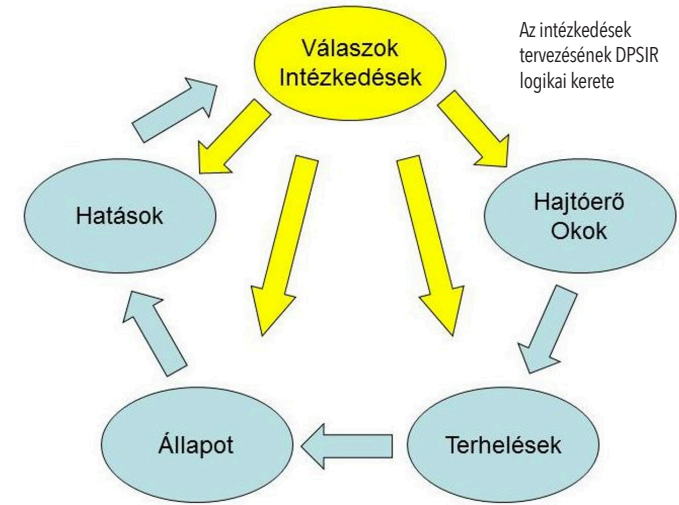 Az intézkedések
tervezésének DPSIR
logikai kerete
Válaszok
Intézkedések
Hatások
Hajtóerő
Okok
Állapot
Terhelések